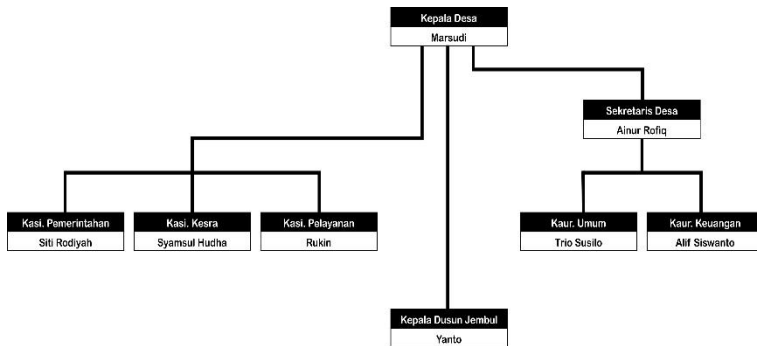 Kepala Desa
Marsudi
Sekretaris Desa
Ainur Rofiq
Kasi. Pemerintahan
Siti Rodiyah
Kasi. Kesra
Syamsul Hudha
Kasi. Pelayanan
Rukin
Kaur. Umum
Trio Susilo
Kaur. Keuangan
Alif Siswanto
Kepala Dusun Jembul
Yanto